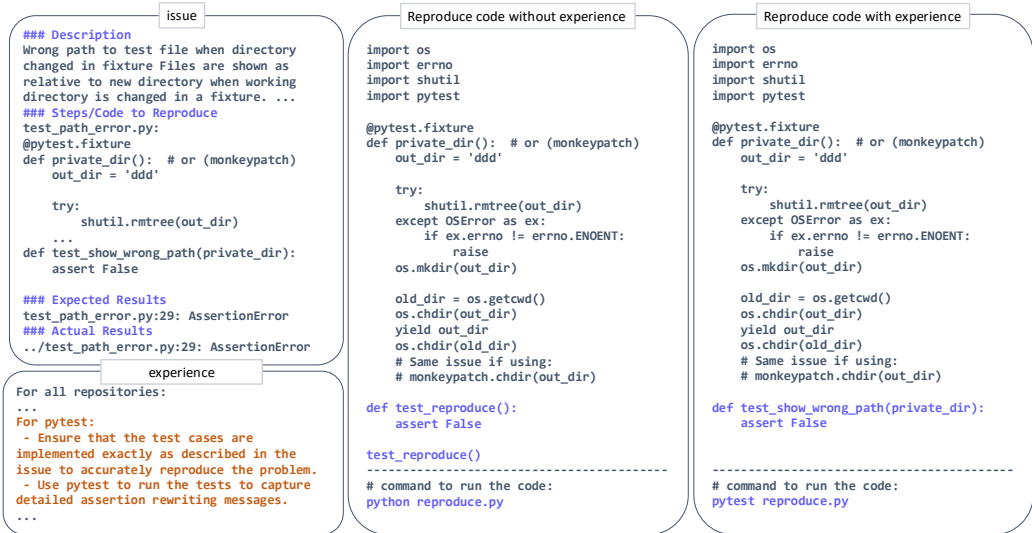 issue
### Description
Wrong path to test file when directory
changed in fixture Files are shown as
relative to new directory when working
directory is changed in a fixture. ...
### Steps/Code to Reproduce
test_path_error.py:
@pytest.fixture
def private_dir():  # or (monkeypatch)
    out_dir = 'ddd'

    try:
        shutil.rmtree(out_dir)
    ...
def test_show_wrong_path(private_dir):
    assert False

### Expected Results
test_path_error.py:29: AssertionError
### Actual Results
../test_path_error.py:29: AssertionError
experience
For all repositories:
...
For pytest:
 - Ensure that the test cases are
implemented exactly as described in the
issue to accurately reproduce the problem.
 - Use pytest to run the tests to capture
detailed assertion rewriting messages.
...
Reproduce code without experience
import os
import errno
import shutil
import pytest

@pytest.fixture
def private_dir():  # or (monkeypatch)
    out_dir = 'ddd'

    try:
        shutil.rmtree(out_dir)
    except OSError as ex:
        if ex.errno != errno.ENOENT:
            raise
    os.mkdir(out_dir)

    old_dir = os.getcwd()
    os.chdir(out_dir)
    yield out_dir
    os.chdir(old_dir)
    # Same issue if using:
    # monkeypatch.chdir(out_dir)

def test_reproduce():
    assert False

test_reproduce()
---------------------------------------
# command to run the code:
python reproduce.py
Reproduce code with experience
import os
import errno
import shutil
import pytest

@pytest.fixture
def private_dir():  # or (monkeypatch)
    out_dir = 'ddd'

    try:
        shutil.rmtree(out_dir)
    except OSError as ex:
        if ex.errno != errno.ENOENT:
            raise
    os.mkdir(out_dir)

    old_dir = os.getcwd()
    os.chdir(out_dir)
    yield out_dir
    os.chdir(old_dir)
    # Same issue if using:
    # monkeypatch.chdir(out_dir)

def test_show_wrong_path(private_dir):
    assert False

---------------------------------------
# command to run the code:
pytest reproduce.py